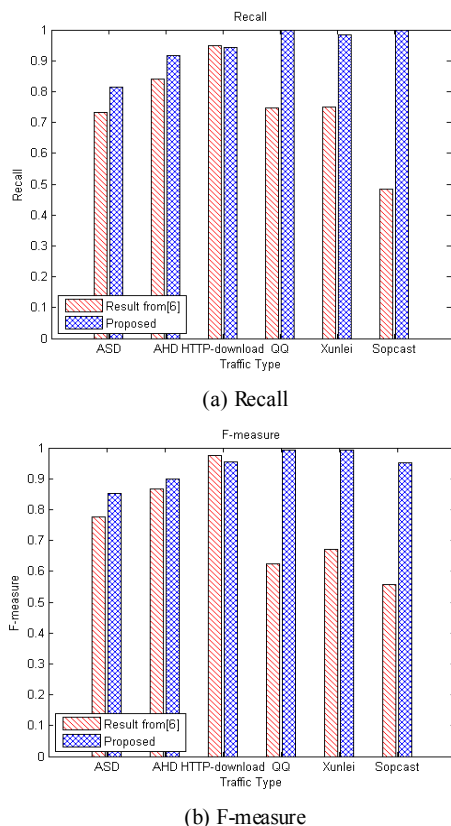 Recall
1
0.9
0.8
0.7
0.6
0.5
0.4
0.3
0.2
0.1
0
Recall
Result from[6]
Proposed
ASD AHD HTTP-download QQ Xunlei Sopcast
Traffic Type
(a) Recall
F-measure
1
0.9
0.8
0.7
0.6
0.5
0.4
0.3
0.2
0.1
0
F-measure
Result from[6]
Proposed
ASD AHD HTTP-download QQ Xunlei Sopcast
Traffic Type
(b) F-measure